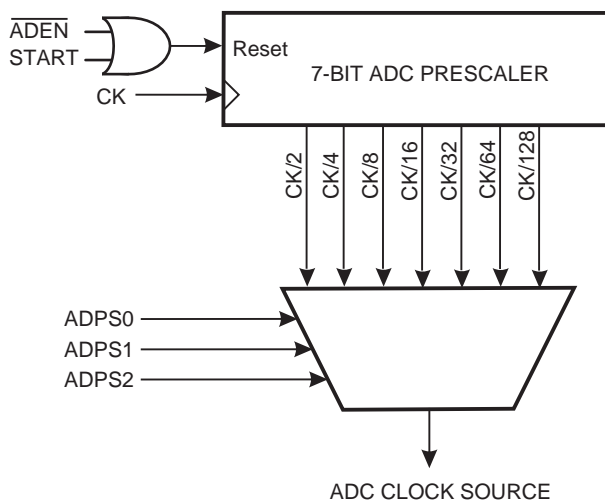 ADEN
START
Reset
7-BIT ADC PRESCALER
CK
CK/2
CK/4
CK/8
CK/16
CK/32
CK/64
CK/128
ADPS0
ADPS1
ADPS2
ADC CLOCK SOURCE